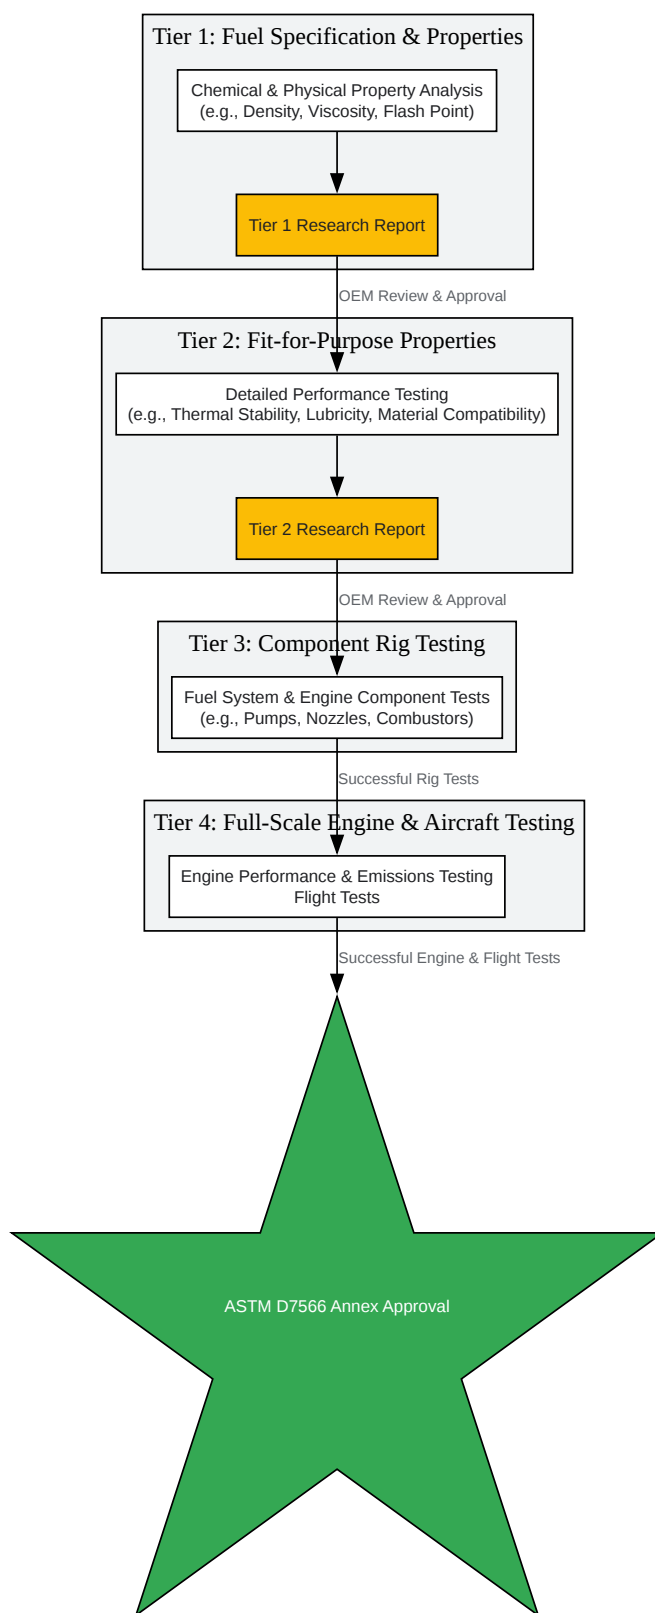 Tier 1: Fuel Specification & Properties
Chemical & Physical Property Analysis
(e.g., Density, Viscosity, Flash Point)
Tier 1 Research Report
OEM Review & Approval
Tier 2: Fit-for-Purpose Properties
Detailed Performance Testing
(e.g., Thermal Stability, Lubricity, Material Compatibility)
Tier 2 Research Report
OEM Review & Approval
Tier 3: Component Rig Testing
Fuel System & Engine Component Tests
(e.g., Pumps, Nozzles, Combustors)
Successful Rig Tests
Tier 4: Full-Scale Engine & Aircraft Testing
Engine Performance & Emissions Testing
Flight Tests
Successful Engine & Flight Tests
ASTM D7566 Annex Approval